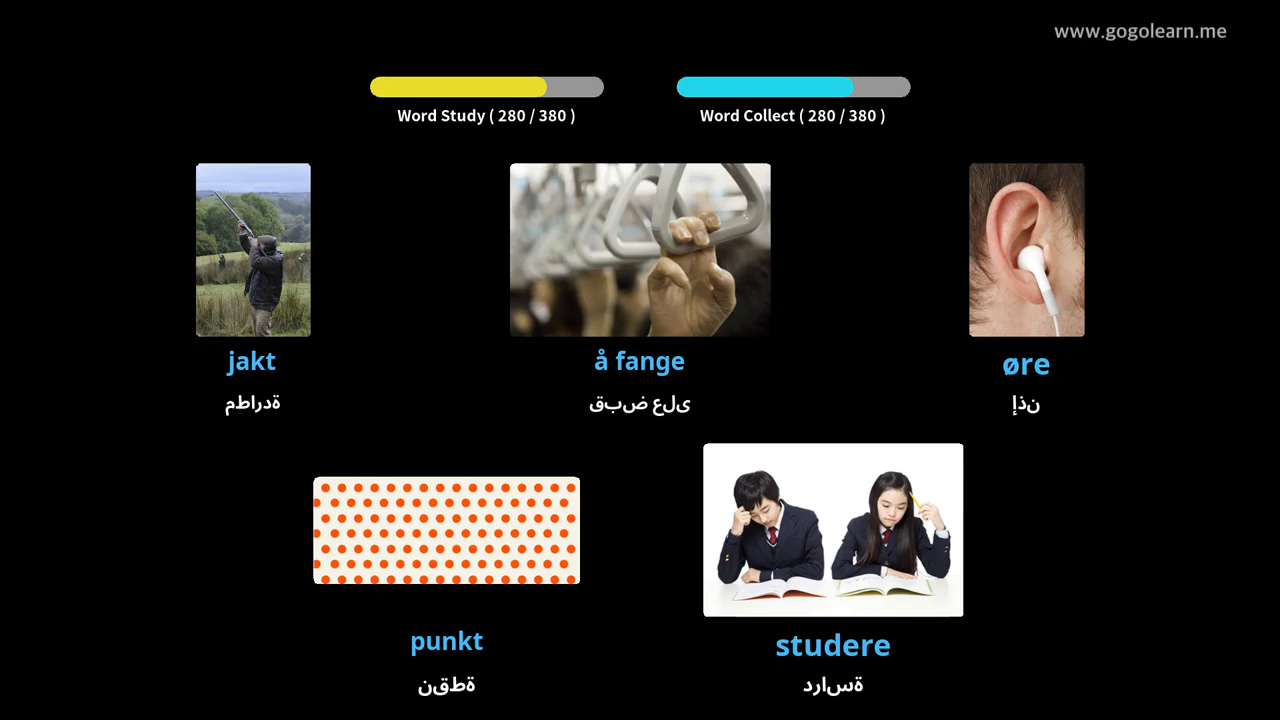 www.gogolearn.me
Word Study ( 280 / 380 )
Word Collect ( 280 / 380 )
jakt
ةدراطم
å fange
ىلع ضبق
øre
نذإ
punkt
ةطقن
studere
ةسارد